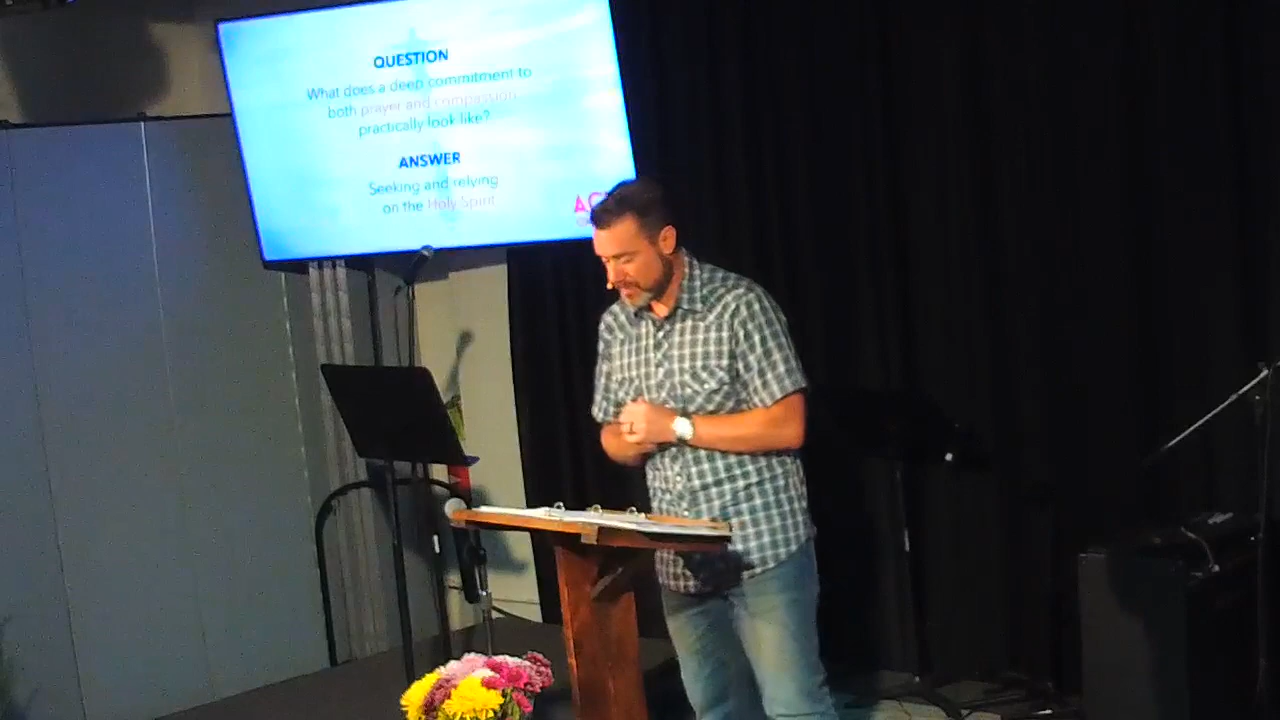 QUESTION
What does a deep commitment to
both prayer and compassion
practically look like?
ANSWER
Seeking and relying
on the Holy Spirit